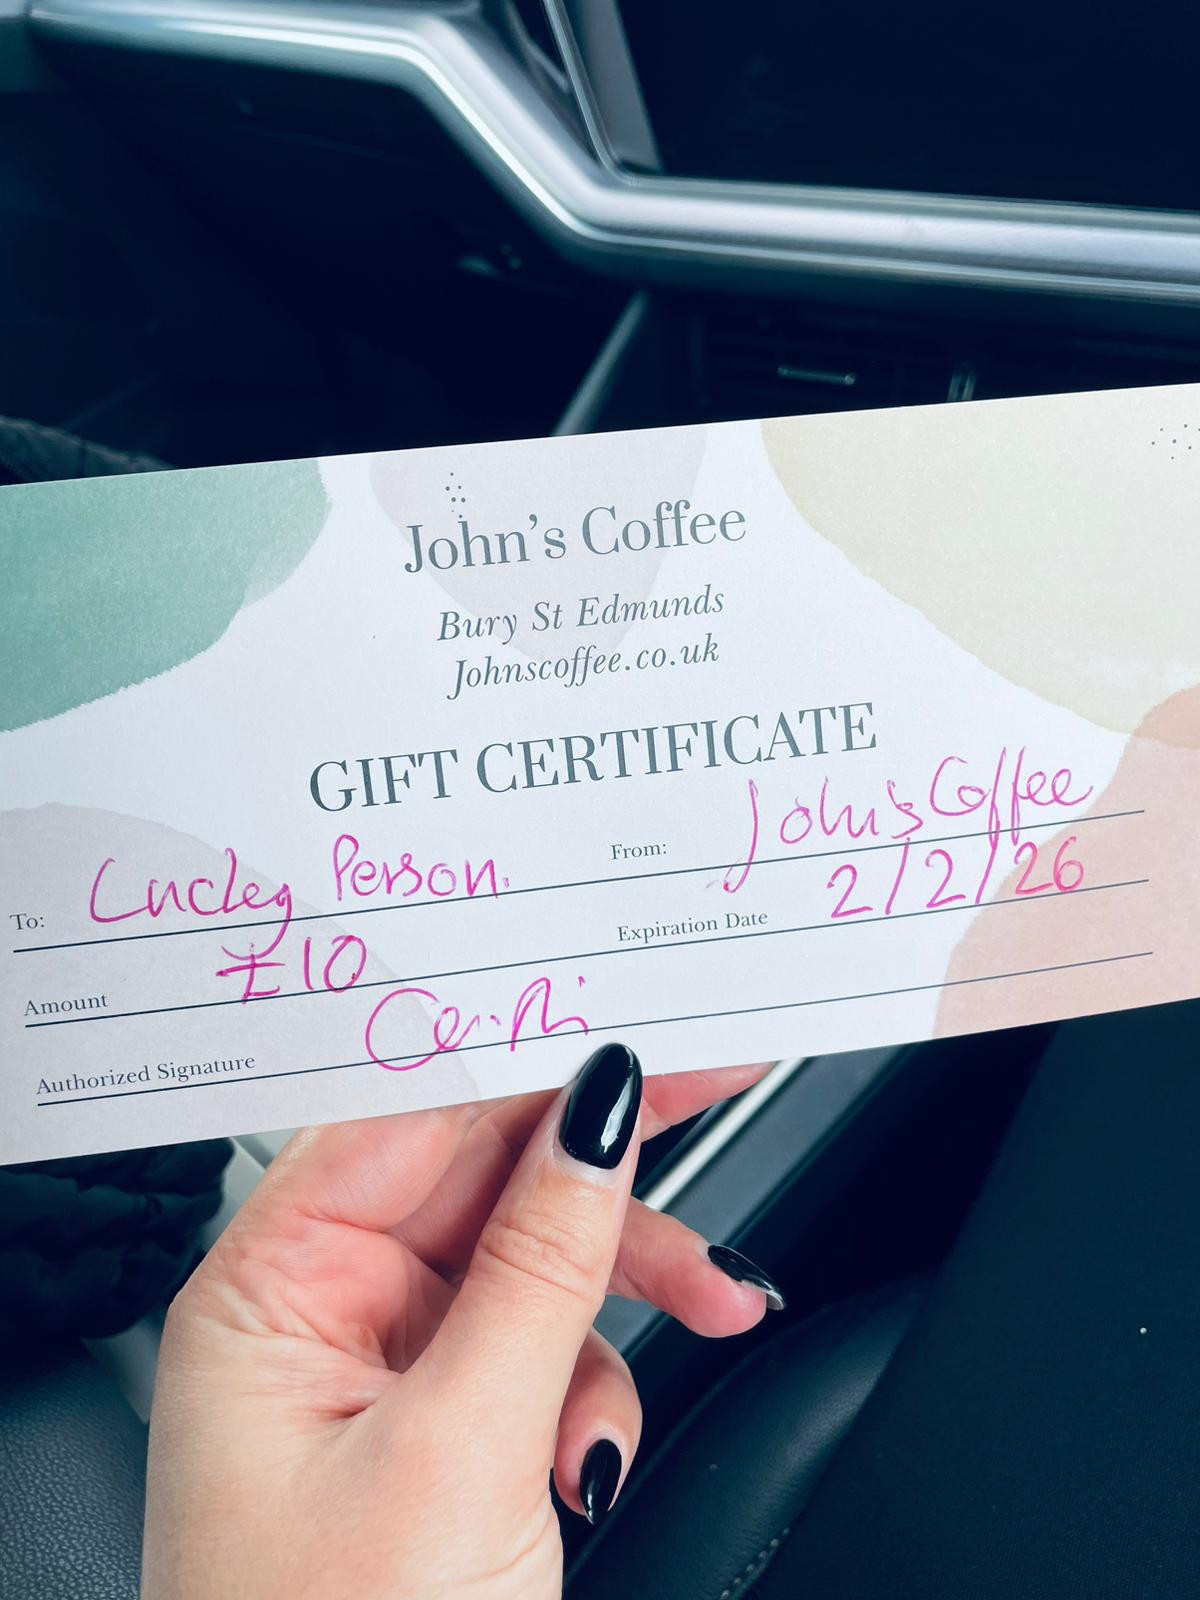 John's Coffee
Bury St Edmunds
Johnscoffee.co.uk
GIFT CERTIFICATE
To: Lucky Person.
From: John's Coffee
Amount £10
Expiration Date 2/2/26
Authorized Signature